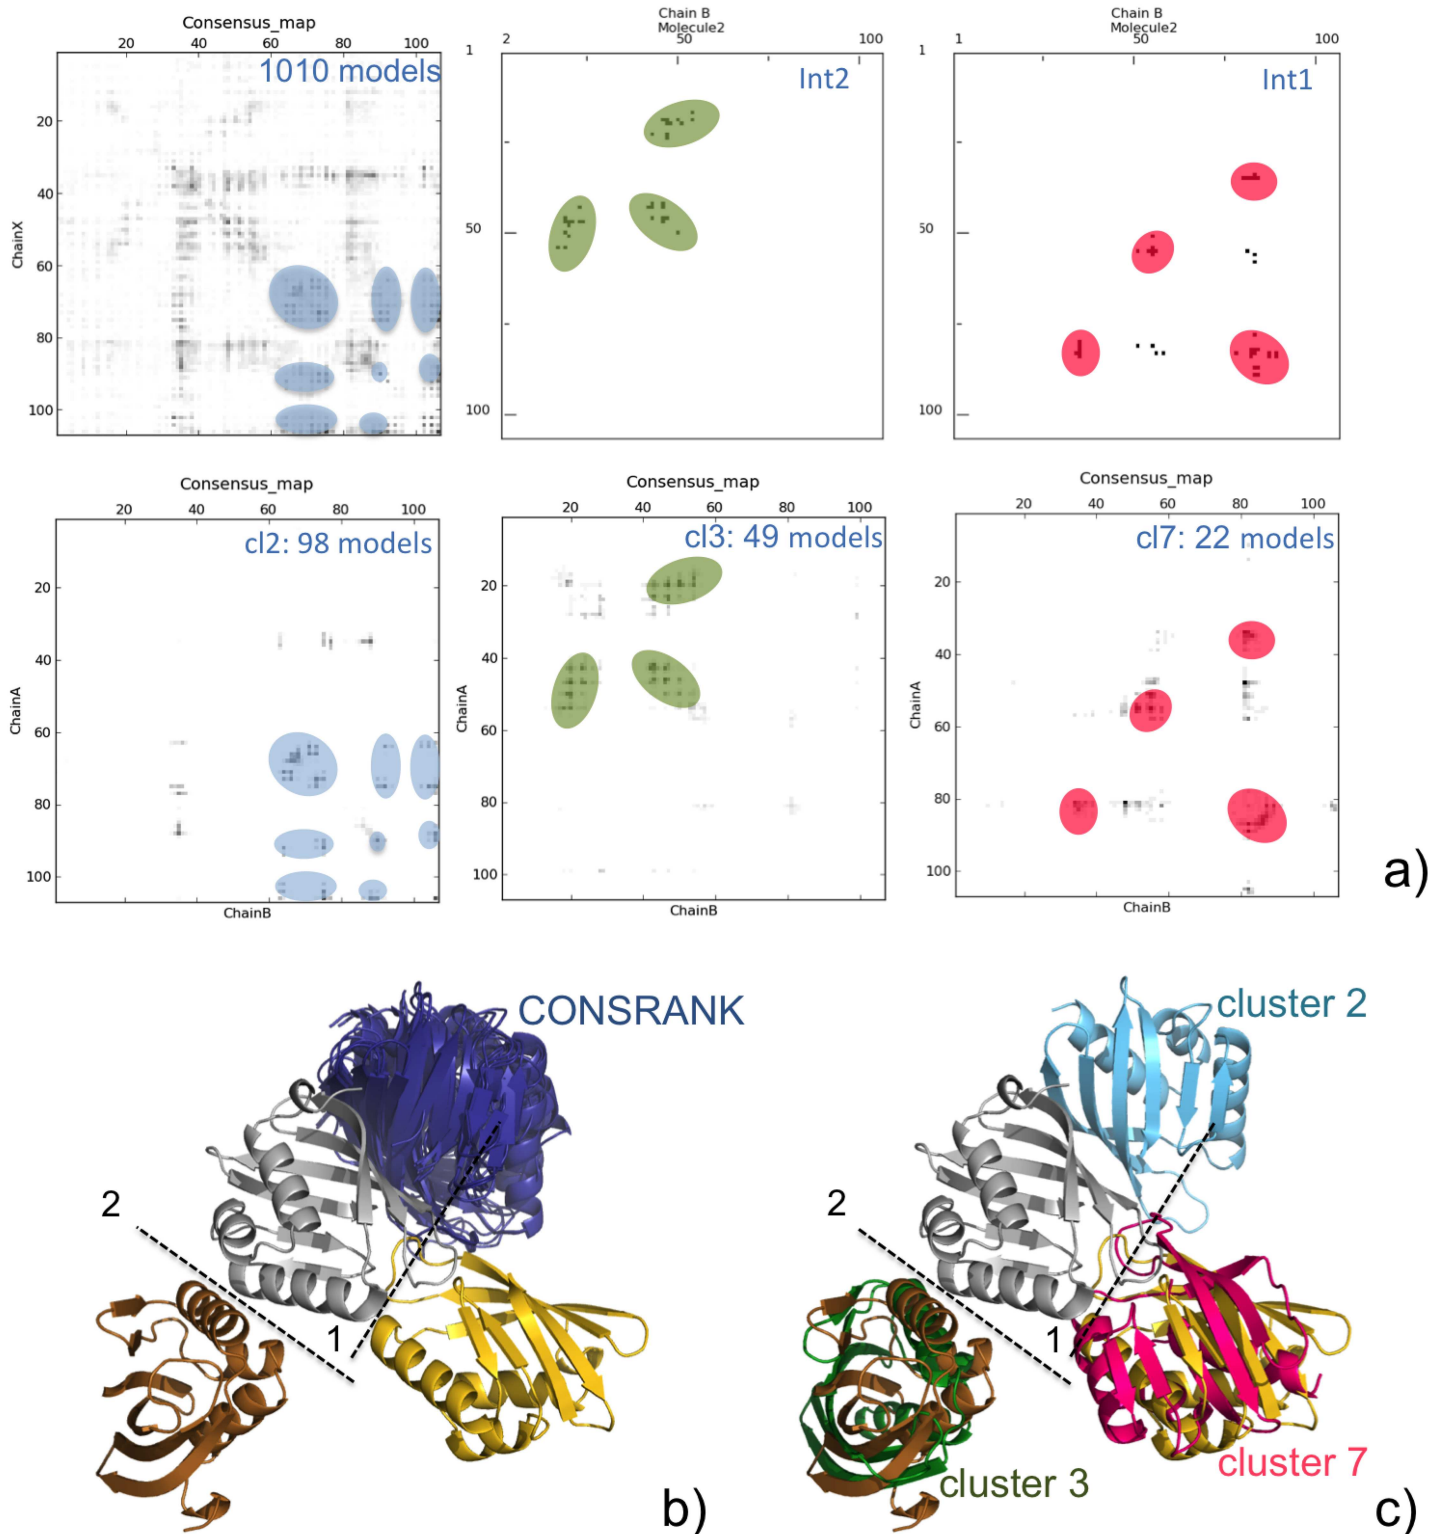 Consensus_map
20 40 60 80 100
1010 models
ChainX
20
40
60
80
100
Chain B
Molecule2
2 50 100
1
Int2
50
100
Chain B
Molecule2
1 50 100
1
Int1
50
100
Consensus_map
20 40 60 80 100
cl2: 98 models
ChainA
20
40
60
80
100
ChainB
Consensus_map
20 40 60 80 100
cl3: 49 models
ChainA
20
40
60
80
100
ChainB
Consensus_map
20 40 60 80 100
cl7: 22 models
ChainA
20
40
60
80
100
ChainB
a)
CONSRANK
2
1
b)
cluster 2
2
1
cluster 3
cluster 7
c)